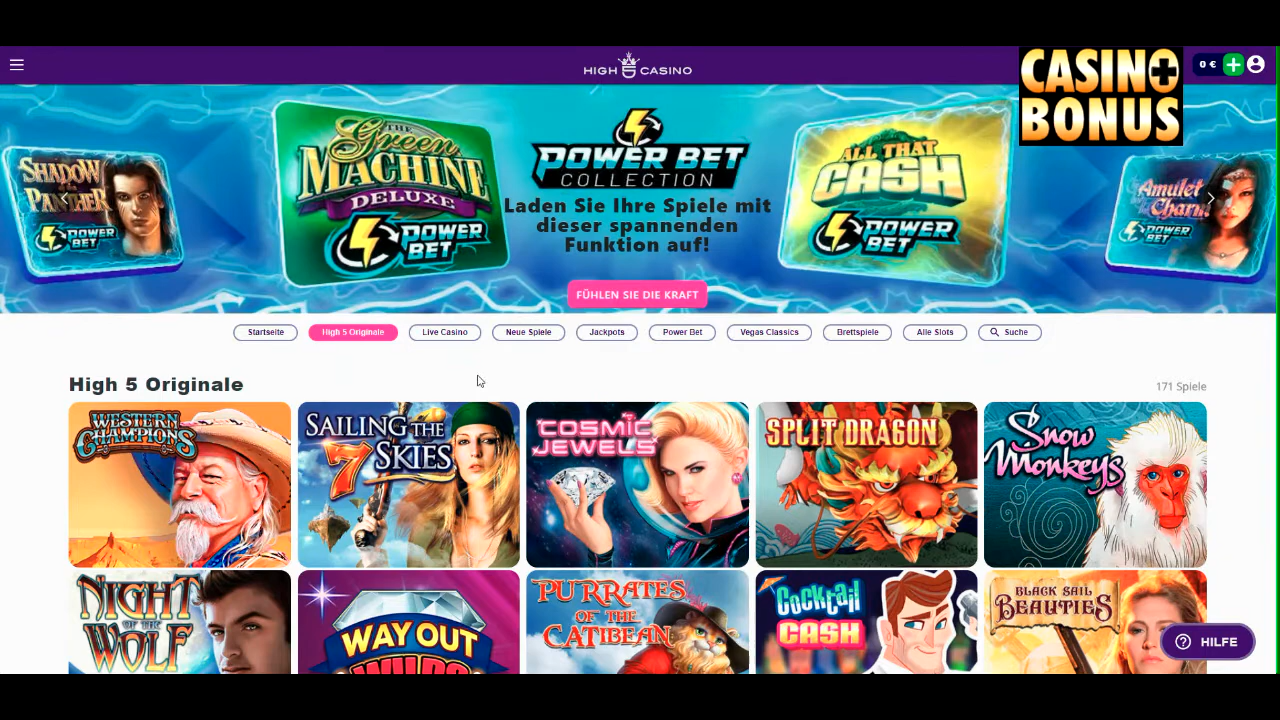 HIGH 5 CASINO
CASINO
BONUS
0 €
SHADOW
OF THE
PANTHER
POWER
BET
THE
Green
MACHINE
DELUXE
POWER
BET
POWER BET
COLLECTION
Laden Sie Ihre Spiele mit
dieser spannenden
Funktion auf!
FÜHLEN SIE DIE KRAFT
ALL THAT
CASH
POWER
BET
Amulet
Charm
POWER
BET
Startseite
High 5 Originale
Live Casino
Neue Spiele
Jackpots
Power Bet
Vegas Classics
Brettspiele
Alle Slots
Suche
High 5 Originale
171 Spiele
WESTERN
CHAMPIONS
SAILING THE
7 SKIES
COSMIC
JEWELS
SPLIT DRAGON
Snow
Monkeys
NIGHT
OF THE
WOLF
WAY OUT
WILDS
PURRATES
OF THE
CATIBEAN
Cocktail
CASH
BLACK SAIL
BEAUTIES
HILFE